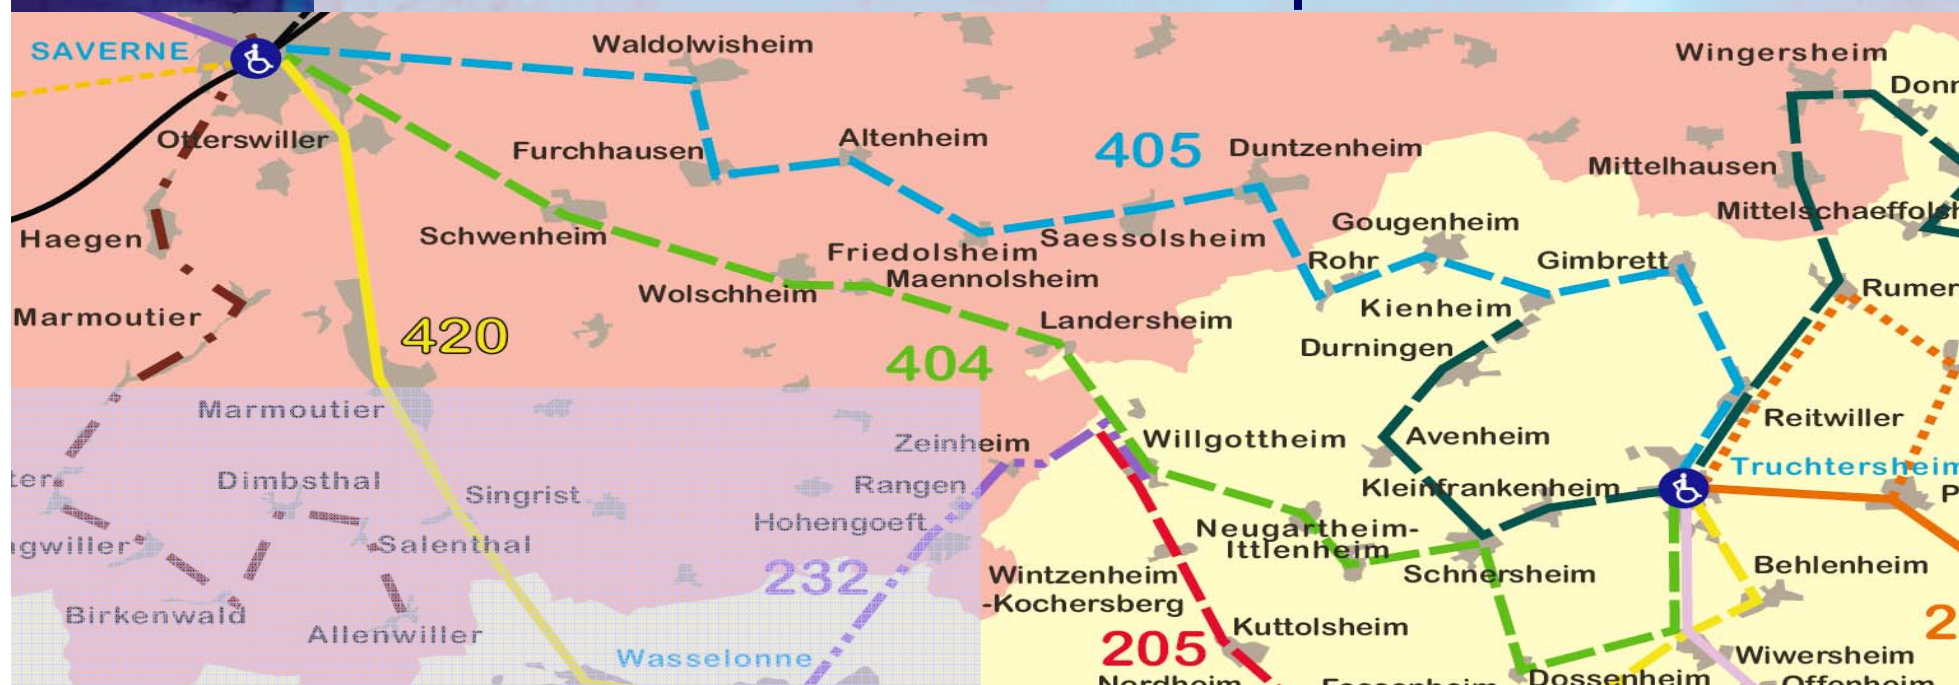 Waldolwisheim
SAVERNE
Wingersheim
Otterswiller
Furchhausen
Altenheim
405
Duntzenheim
Mittelhausen
Haegen
Schwenheim
Friedolsheim
Saessolsheim
Gougenheim
Rohr
Gimbrett
Wolschheim
Maennolsheim
Kienheim
Marmoutier
420
Landersheim
404
Durningen
Marmoutier
Zeinheim
Willgottheim
Avenheim
Reitwiller
Truchtersheim
Dimbsthal
Singrist
Rangen
Kleinfrankenheim
Hohengoeft
Neugartheim-
Ittlenheim
Salenthal
232
Wintzenheim
-Kochersberg
Schnersheim
Behlenheim
Birkenwald
Allenwiller
Wasselonne
205
Kuttolsheim
2
Wiwersheim
Dossenheim